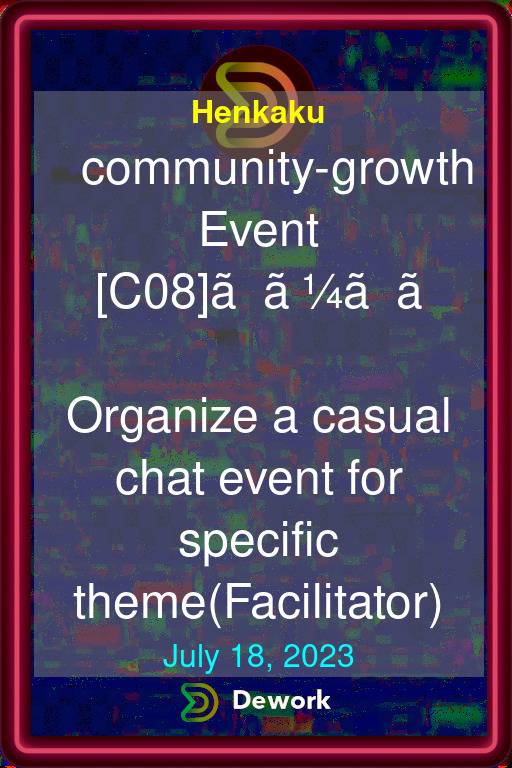 Henkaku
community-growth
Event
[C08]ã ã ¼ã ã
Organize a casual
chat event for
specific
theme(Facilitator)
July 18, 2023
Dework